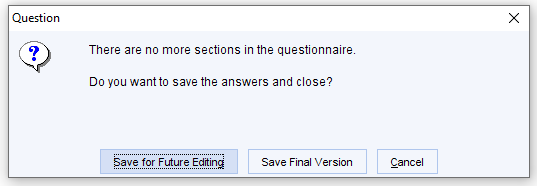 Question
There are no more sections in the questionnaire.
Do you want to save the answers and close?
Save for Future Editing
Save Final Version
Cancel